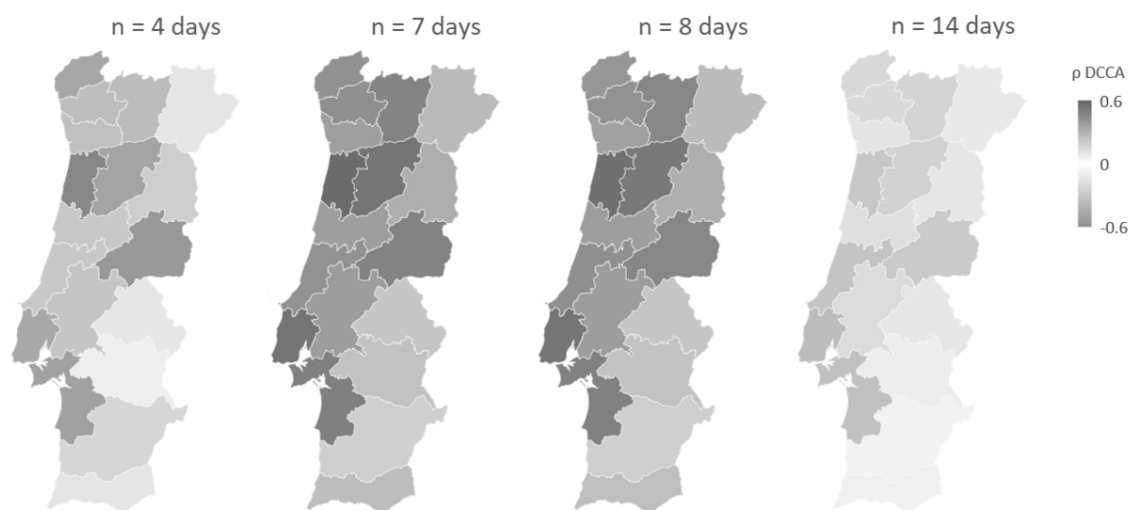 n = 4 days
n = 7 days
n = 8 days
n = 14 days
ρ DCCA
0.6
0
-0.6